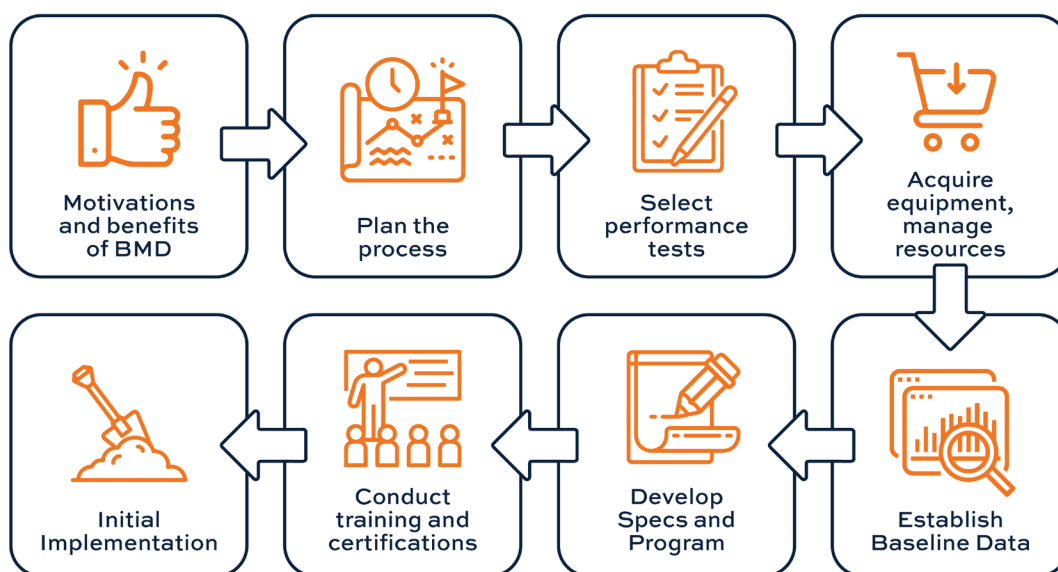 Motivations
and benefits
of BMD
Plan the
process
Select
performance
tests
Acquire
equipment,
manage
resources
Establish
Baseline Data
Develop
Specs and
Program
Conduct
training and
certifications
Initial
Implementation